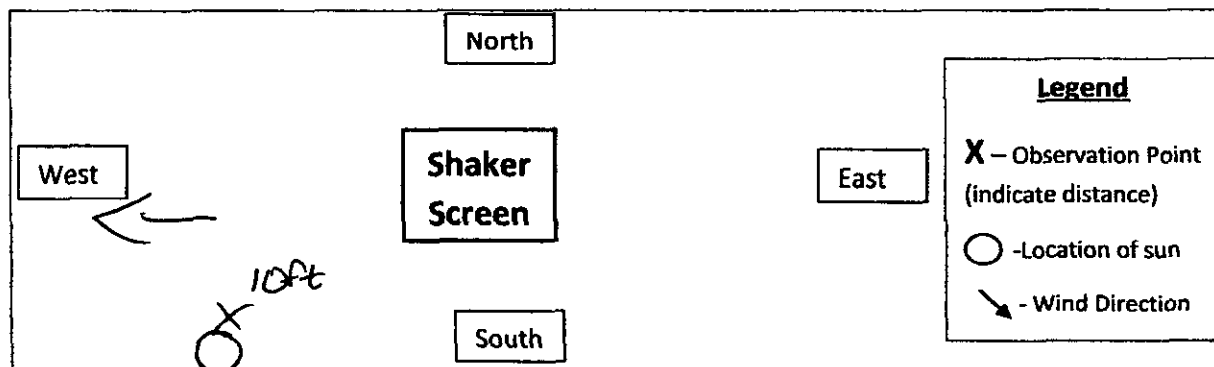 North
Legend
Shaker
Screen
West
East
X – Observation Point
(indicate distance)
-Location of sun
- Wind Direction
X 10ft
South